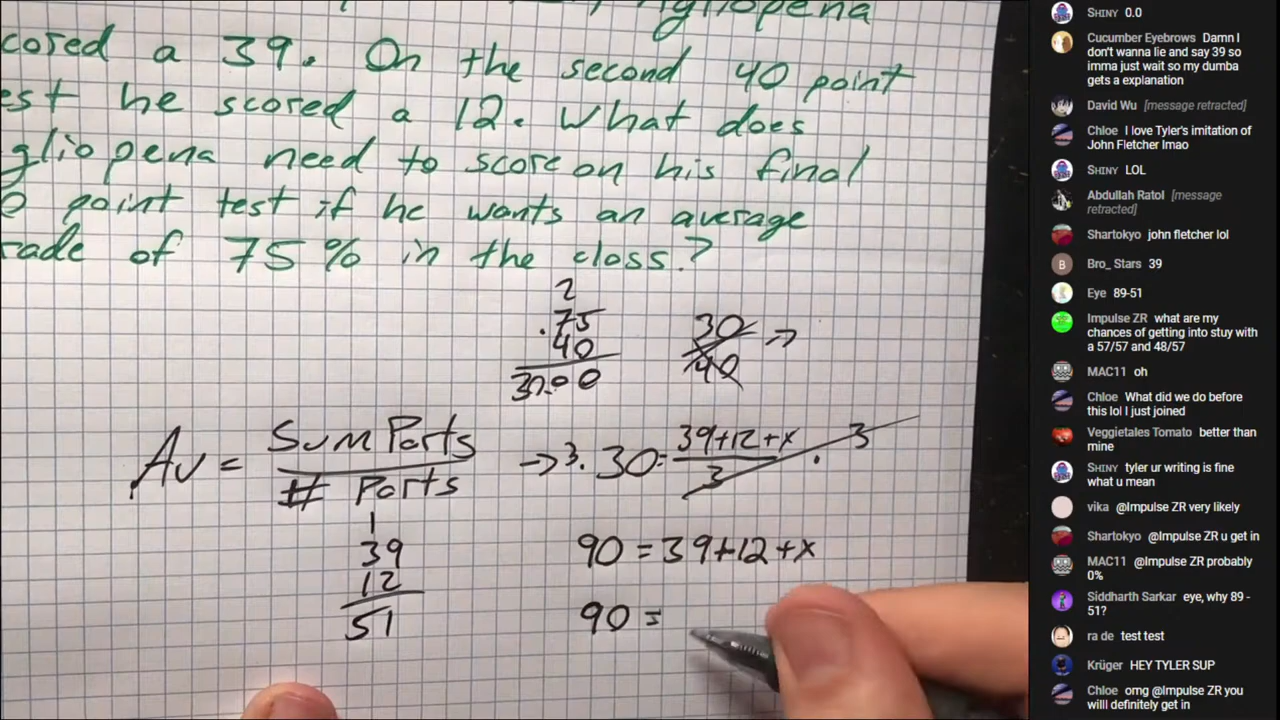 cored a 39. On the second 40 point
est he scored a 12. What does
gliopena need to score on his final
point test if he wants an average
rade of 75% in the class?
2
.75
40
30.00
30
40
→
Av = Sum Parts
# Parts
→ 3. 30 = 39+12+x . 3
3
1
39
12
51
90 = 39+12+x
90 =
Shiny 0.0
Cucumber Eyebrows Damn I
don't wanna lie and say 39 so
imma just wait so my dumba
gets a explanation
David Wu [message retracted]
Chloe I love Tyler's imitation of
John Fletcher lmao
Shiny LOL
Abdullah Ratol [message
retracted]
Shartokyo john fletcher lol
Bro_ Stars 39
Eye 89-51
Impulse ZR what are my
chances of getting into stuy with
a 57/57 and 48/57
MAC11 oh
Chloe What did we do before
this lol I just joined
Veggietales Tomato better than
mine
Shiny tyler ur writing is fine
what u mean
vika @Impulse ZR very likely
Shartokyo @Impulse ZR u get in
MAC11 @Impulse ZR probably
0%
Siddharth Sarkar eye, why 89 -
51?
ra de test test
Krüger HEY TYLER SUP
Chloe omg @Impulse ZR you
willl definitely get in